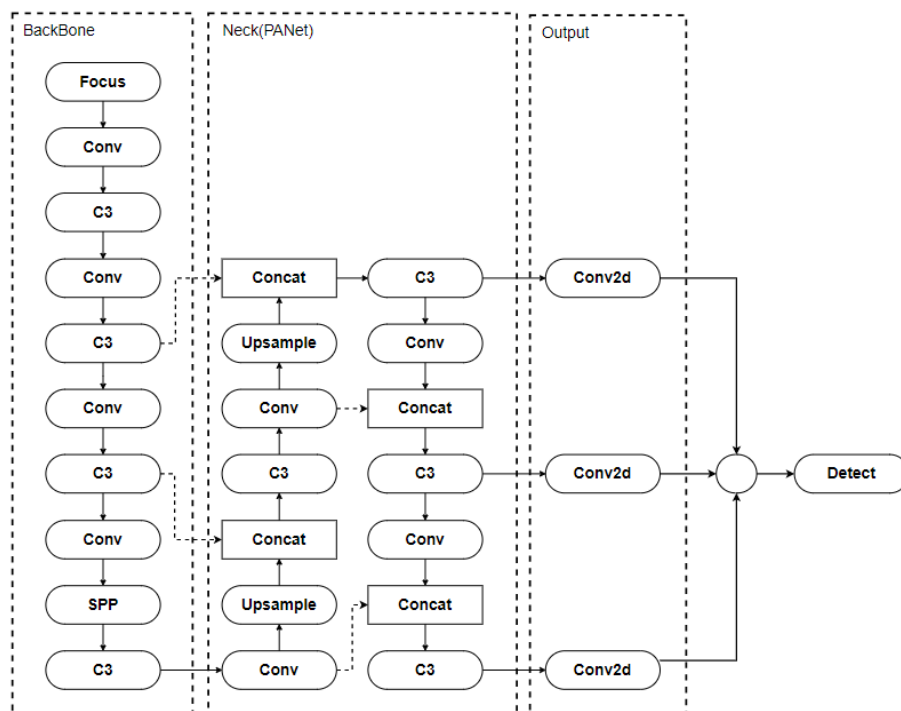 BackBone
Focus
Conv
C3
Conv
C3
Conv
C3
Conv
SPP
C3
Neck(PANet)
Concat
Upsample
Conv
C3
Concat
Upsample
Conv
C3
Conv
Concat
C3
Conv
Concat
C3
Output
Conv2d
Conv2d
Conv2d
Detect